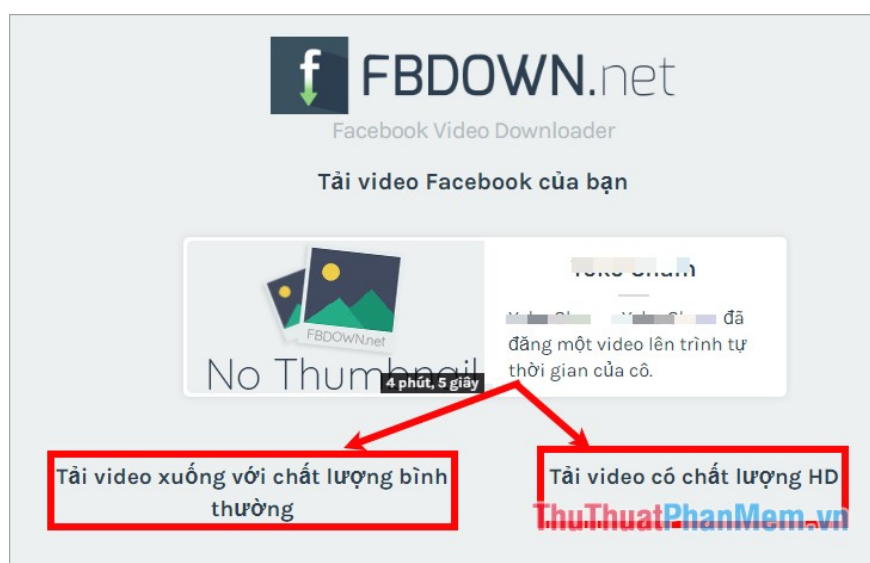 f FBDOWN.net
Facebook Video Downloader
Tải video Facebook của bạn
FBDOWN.net
No Thumbnail
4 phút, 5 giây
đã
đăng một video lên trình tự
thời gian của cô.
Tải video xuống với chất lượng bình
thường
Tải video có chất lượng HD
ThuThuatPhanMem.vn